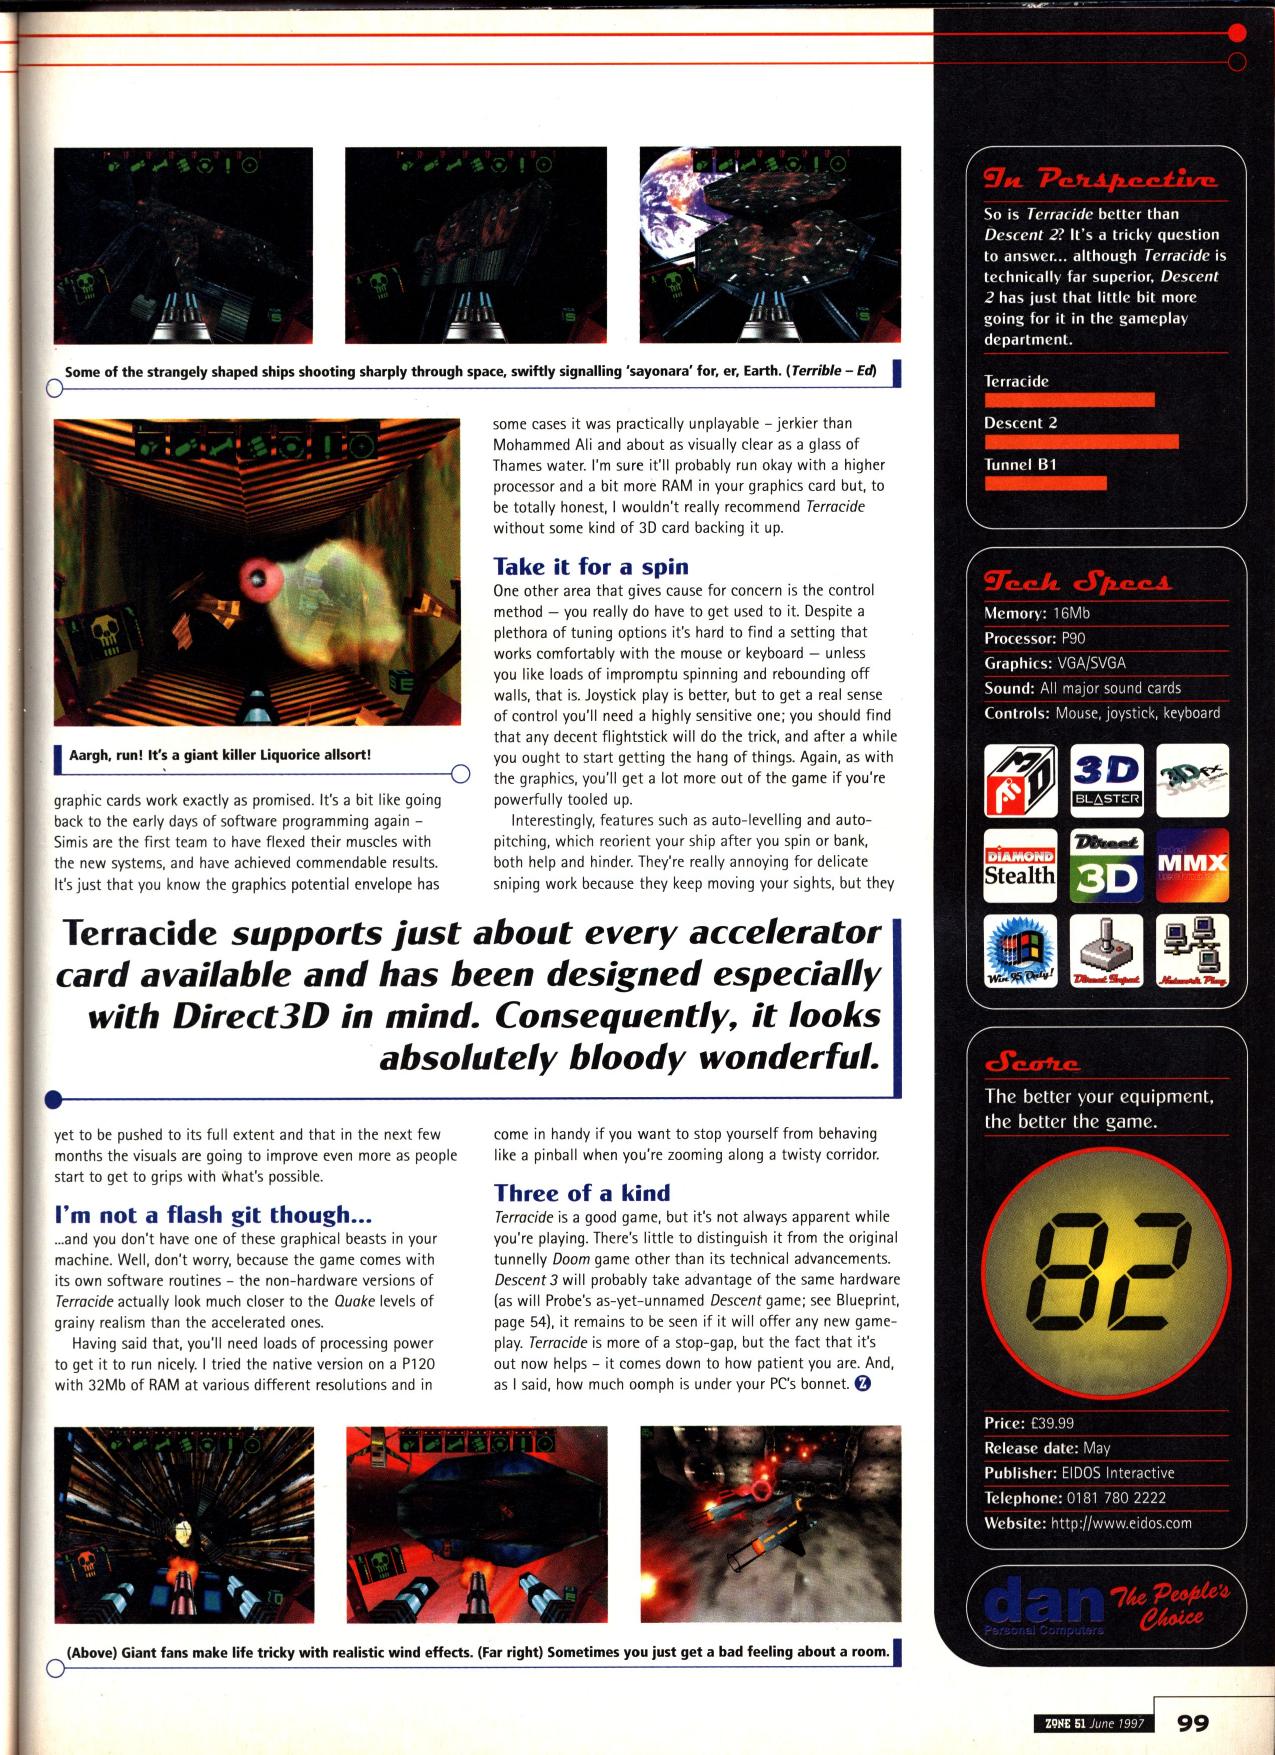 Some of the strangely shaped ships shooting sharply through space, swiftly signalling 'sayonara' for, er, Earth. (Terrible – Ed)
Aargh, run! It's a giant killer Liquorice allsort!
graphic cards work exactly as promised. It's a bit like going
back to the early days of software programming again –
Simis are the first team to have flexed their muscles with
the new systems, and have achieved commendable results.
It's just that you know the graphics potential envelope has
some cases it was practically unplayable – jerkier than
Mohammed Ali and about as visually clear as a glass of
Thames water. I'm sure it'll probably run okay with a higher
processor and a bit more RAM in your graphics card but, to
be totally honest, I wouldn't really recommend Terracide
without some kind of 3D card backing it up.
Take it for a spin
One other area that gives cause for concern is the control
method — you really do have to get used to it. Despite a
plethora of tuning options it's hard to find a setting that
works comfortably with the mouse or keyboard — unless
you like loads of impromptu spinning and rebounding off
walls, that is. Joystick play is better, but to get a real sense
of control you'll need a highly sensitive one; you should find
that any decent flightstick will do the trick, and after a while
you ought to start getting the hang of things. Again, as with
the graphics, you'll get a lot more out of the game if you're
powerfully tooled up.
Interestingly, features such as auto-levelling and auto-
pitching, which reorient your ship after you spin or bank,
both help and hinder. They're really annoying for delicate
sniping work because they keep moving your sights, but they
Terracide supports just about every accelerator
card available and has been designed especially
with Direct3D in mind. Consequently, it looks
absolutely bloody wonderful.
yet to be pushed to its full extent and that in the next few
months the visuals are going to improve even more as people
start to get to grips with what's possible.
I'm not a flash git though...
...and you don't have one of these graphical beasts in your
machine. Well, don't worry, because the game comes with
its own software routines – the non-hardware versions of
Terracide actually look much closer to the Quake levels of
grainy realism than the accelerated ones.
Having said that, you'll need loads of processing power
to get it to run nicely. I tried the native version on a P120
with 32Mb of RAM at various different resolutions and in
come in handy if you want to stop yourself from behaving
like a pinball when you're zooming along a twisty corridor.
Three of a kind
Terracide is a good game, but it's not always apparent while
you're playing. There's little to distinguish it from the original
tunnelly Doom game other than its technical advancements.
Descent 3 will probably take advantage of the same hardware
(as will Probe's as-yet-unnamed Descent game; see Blueprint,
page 54), it remains to be seen if it will offer any new game-
play. Terracide is more of a stop-gap, but the fact that it's
out now helps – it comes down to how patient you are. And,
as I said, how much oomph is under your PC's bonnet. Z
(Above) Giant fans make life tricky with realistic wind effects. (Far right) Sometimes you just get a bad feeling about a room.
In Perspective
So is Terracide better than
Descent 2? It's a tricky question
to answer... although Terracide is
technically far superior, Descent
2 has just that little bit more
going for it in the gameplay
department.
Terracide
Descent 2
Tunnel B1
Tech Specs
Memory: 16Mb
Processor: P90
Graphics: VGA/SVGA
Sound: All major sound cards
Controls: Mouse, joystick, keyboard
3D
BLASTER
3Dfx
DIAMOND
Stealth
Direct
3D
intel
MMX
Win 95 Only!
Direct Input
Network Play
Score
The better your equipment,
the better the game.
82
Price: £39.99
Release date: May
Publisher: EIDOS Interactive
Telephone: 0181 780 2222
Website: http://www.eidos.com
dan
Personal Computers
The People's
Choice
ZONE 51 June 1997 99